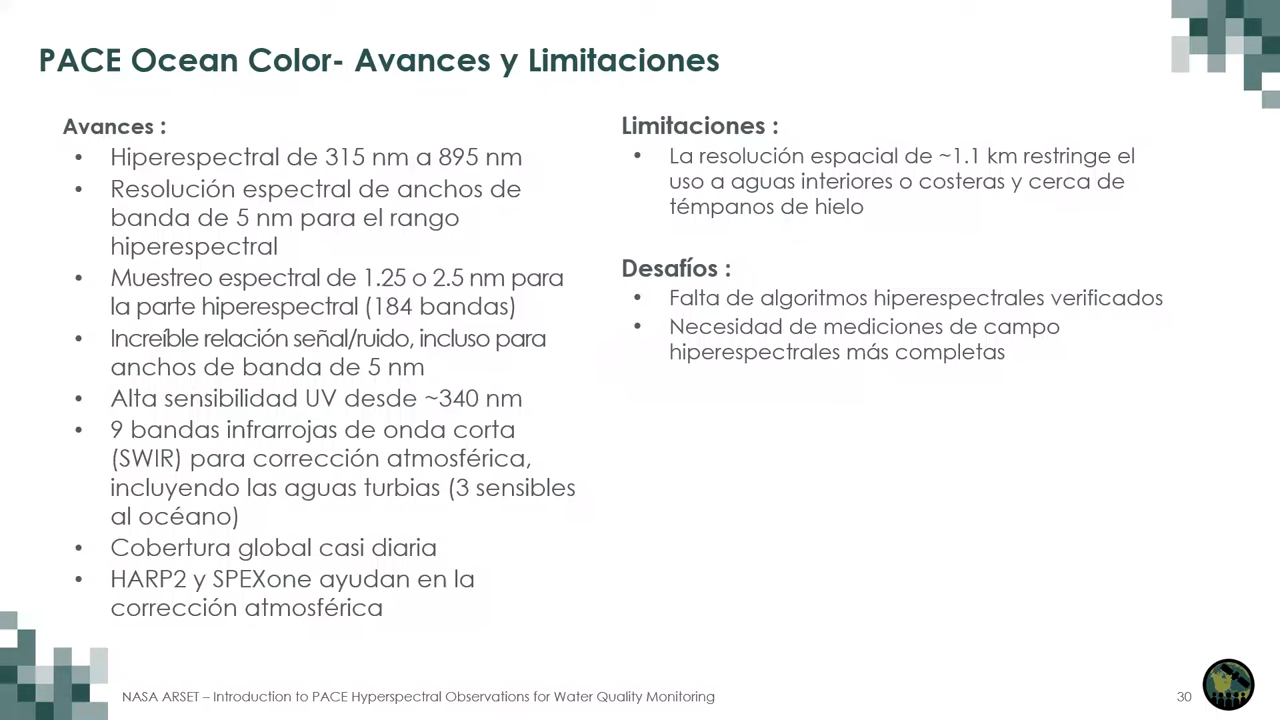 PACE Ocean Color- Avances y Limitaciones
Avances :
• Hiperespectral de 315 nm a 895 nm
• Resolución espectral de anchos de
banda de 5 nm para el rango
hiperespectral
• Muestreo espectral de 1.25 o 2.5 nm para
la parte hiperespectral (184 bandas)
• Increíble relación señal/ruido, incluso para
anchos de banda de 5 nm
• Alta sensibilidad UV desde ~340 nm
• 9 bandas infrarrojas de onda corta
(SWIR) para corrección atmosférica,
incluyendo las aguas turbias (3 sensibles
al océano)
• Cobertura global casi diaria
• HARP2 y SPEXone ayudan en la
corrección atmosférica
Limitaciones :
• La resolución espacial de ~1.1 km restringe el
uso a aguas interiores o costeras y cerca de
témpanos de hielo
Desafíos :
• Falta de algoritmos hiperespectrales verificados
• Necesidad de mediciones de campo
hiperespectrales más completas
NASA ARSET – Introduction to PACE Hyperspectral Observations for Water Quality Monitoring
30